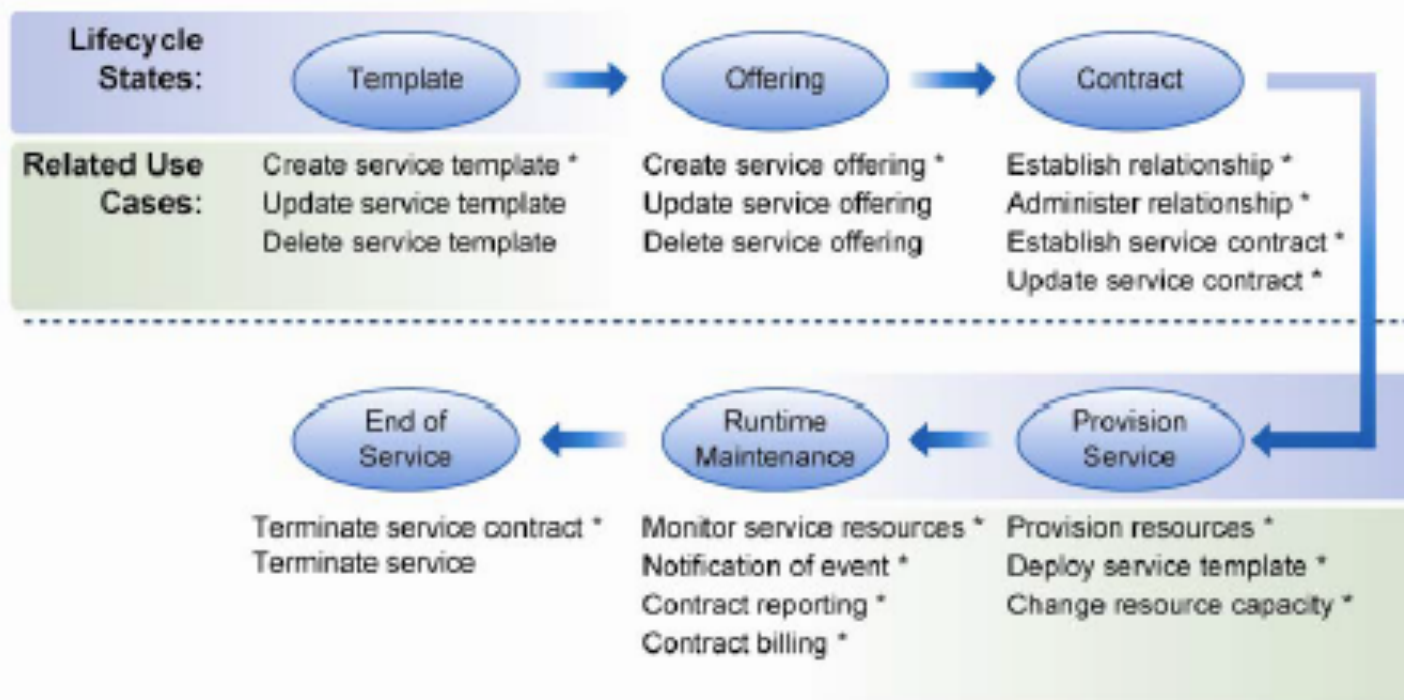 Lifecycle States:
Template
Offering
Contract
Related Use Cases:
Create service template *
Update service template
Delete service template
Create service offering *
Update service offering
Delete service offering
Establish relationship *
Administer relationship *
Establish service contract *
Update service contract *
End of
Service
Runtime
Maintenance
Provision
Service
Terminate service contract *
Terminate service
Monitor service resources *
Notification of event *
Contract reporting *
Contract billing *
Provision resources *
Deploy service template *
Change resource capacity *